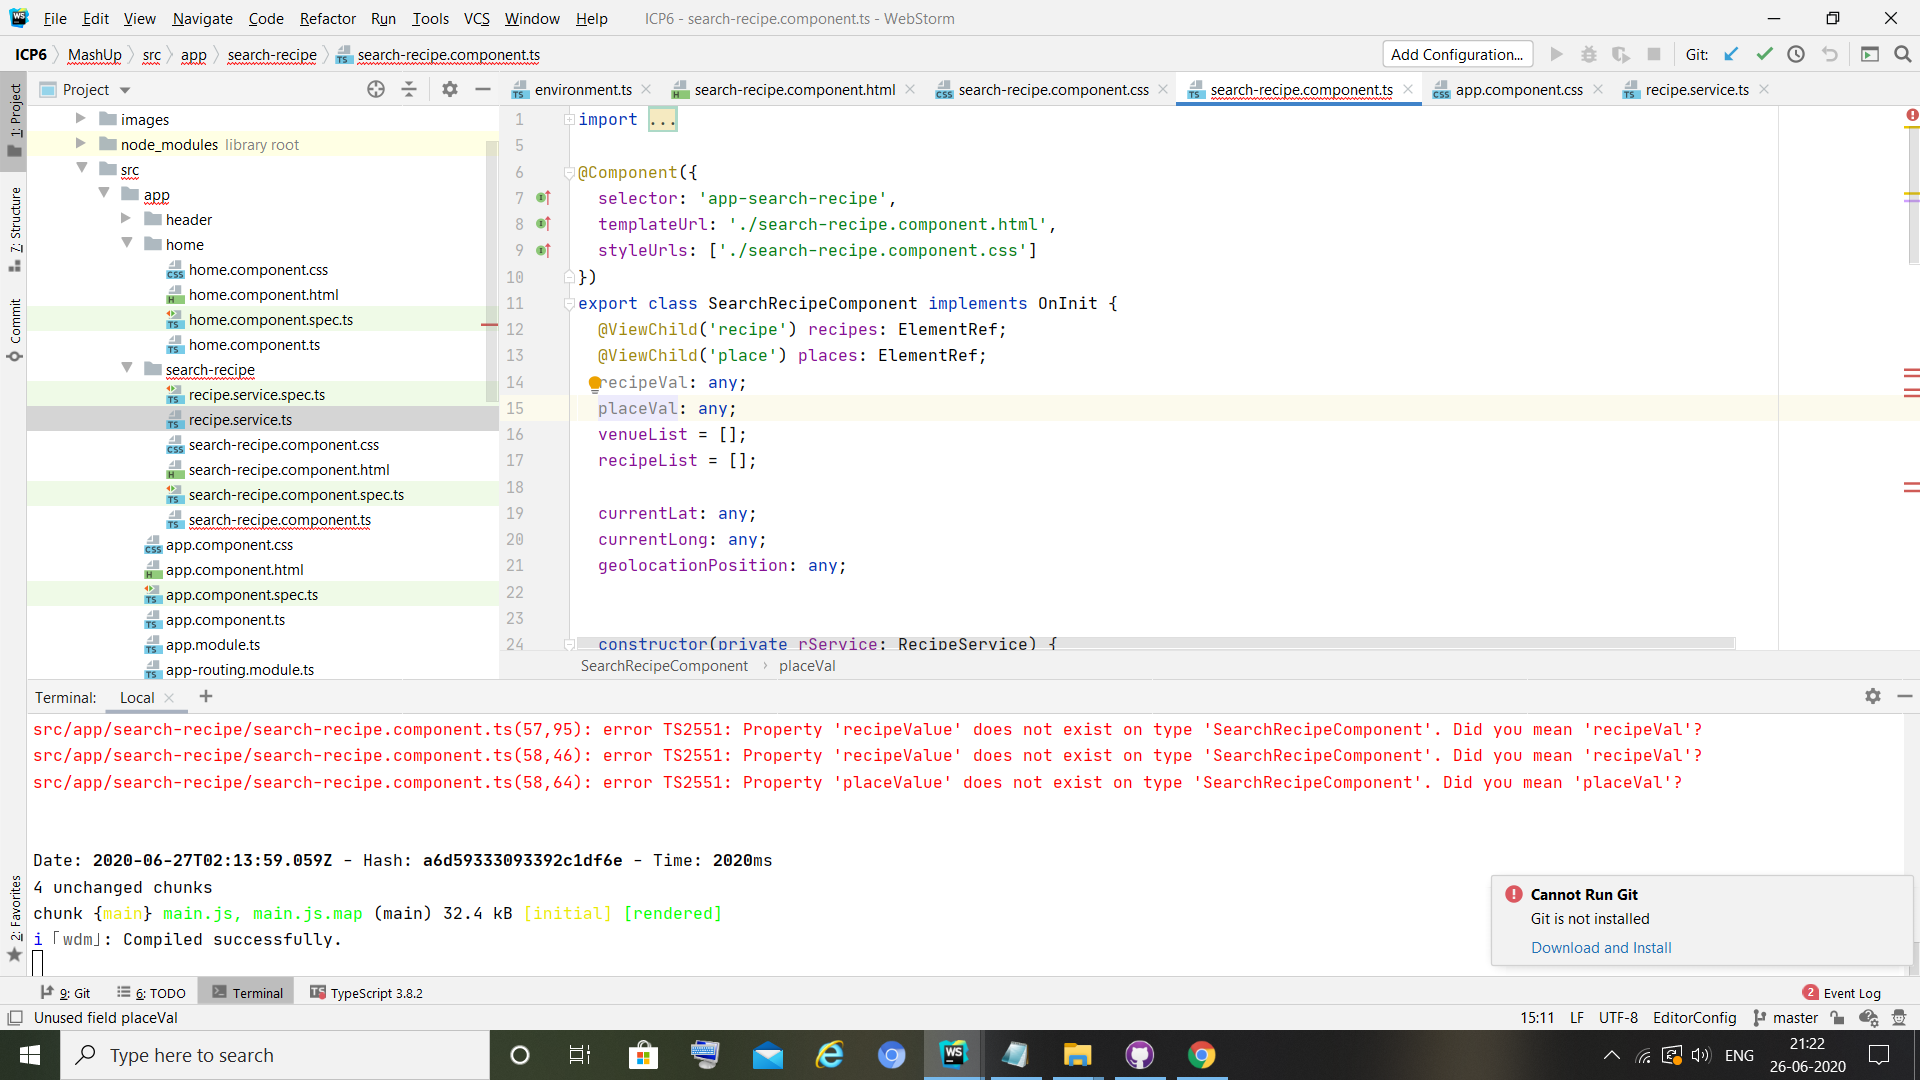 File Edit View Navigate Code Refactor Run Tools VCS Window Help ICP6 - search-recipe.component.ts - WebStorm
ICP6 MashUp src app search-recipe search-recipe.component.ts Add Configuration... Git:
1: Project
7: Structure
Commit
2: Favorites
Project
environment.ts search-recipe.component.html search-recipe.component.css search-recipe.component.ts app.component.css recipe.service.ts
images
node_modules library root
src
app
header
home
home.component.css
home.component.html
home.component.spec.ts
home.component.ts
search-recipe
recipe.service.spec.ts
recipe.service.ts
search-recipe.component.css
search-recipe.component.html
search-recipe.component.spec.ts
search-recipe.component.ts
app.component.css
app.component.html
app.component.spec.ts
app.component.ts
app.module.ts
app-routing.module.ts
1 import ...
5
6 @Component({
7 selector: 'app-search-recipe',
8 templateUrl: './search-recipe.component.html',
9 styleUrls: ['./search-recipe.component.css']
10 })
11 export class SearchRecipeComponent implements OnInit {
12 @ViewChild('recipe') recipes: ElementRef;
13 @ViewChild('place') places: ElementRef;
14 recipeVal: any;
15 placeVal: any;
16 venueList = [];
17 recipeList = [];
18
19 currentLat: any;
20 currentLong: any;
21 geolocationPosition: any;
22
23
24 constructor(private rService: RecipeService) {
SearchRecipeComponent placeVal
Terminal: Local
src/app/search-recipe/search-recipe.component.ts(57,95): error TS2551: Property 'recipeValue' does not exist on type 'SearchRecipeComponent'. Did you mean 'recipeVal'?
src/app/search-recipe/search-recipe.component.ts(58,46): error TS2551: Property 'recipeValue' does not exist on type 'SearchRecipeComponent'. Did you mean 'recipeVal'?
src/app/search-recipe/search-recipe.component.ts(58,64): error TS2551: Property 'placeValue' does not exist on type 'SearchRecipeComponent'. Did you mean 'placeVal'?
Date: 2020-06-27T02:13:59.059Z - Hash: a6d59333093392c1df6e - Time: 2020ms
4 unchanged chunks
chunk {main} main.js, main.js.map (main) 32.4 kB [initial] [rendered]
i ｢wdm｣: Compiled successfully.
Cannot Run Git
Git is not installed
Download and Install
9: Git 6: TODO Terminal TypeScript 3.8.2 2 Event Log
Unused field placeVal 15:11 LF UTF-8 EditorConfig master
Type here to search
WS
ENG
21:22
26-06-2020